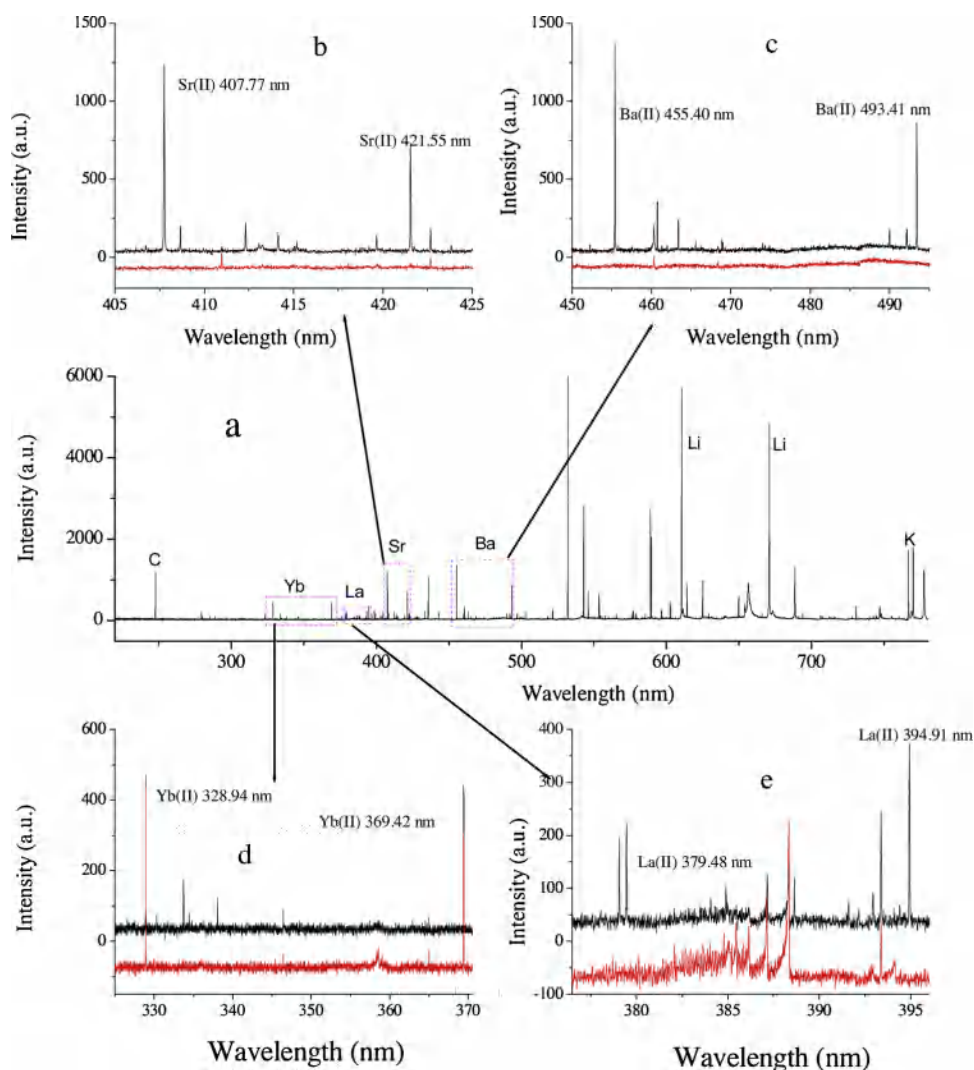 b
c
1500
1000
500
0
Intensity (a.u.)
Sr(II) 407.77 nm
Sr(II) 421.55 nm
405 410 415 420 425
Wavelength (nm)
1500
1000
500
0
Intensity (a.u.)
Ba(II) 455.40 nm
Ba(II) 493.41 nm
450 460 470 480 490
Wavelength (nm)
6000
4000
2000
0
Intensity (a.u.)
a
C
Yb
La
Sr
Ba
Li
Li
K
300 400 500 600 700
Wavelength (nm)
600
400
200
0
Intensity (a.u.)
Yb(II) 328.94 nm
Yb(II) 369.42 nm
d
330 340 350 360 370
Wavelength (nm)
400
300
200
100
0
-100
Intensity (a.u.)
La(II) 394.91 nm
e
La(II) 379.48 nm
380 385 390 395
Wavelength (nm)